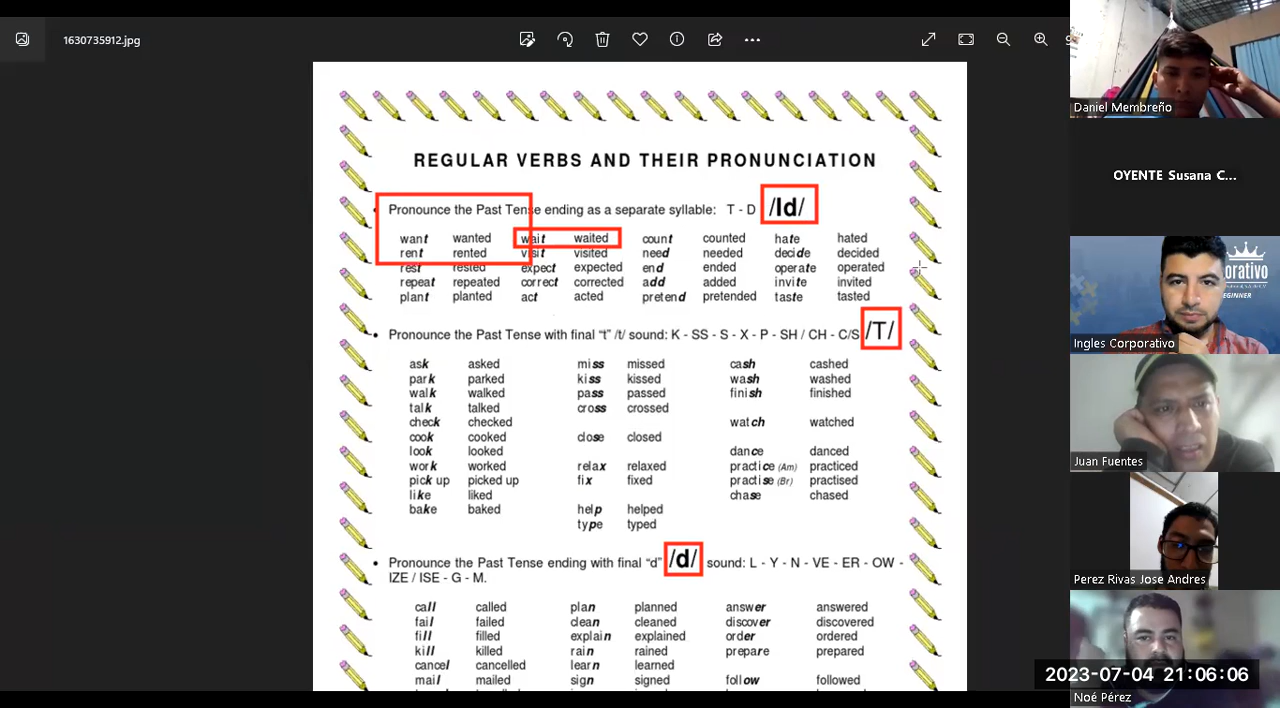 1630735912.jpg
REGULAR VERBS AND THEIR PRONUNCIATION
• Pronounce the Past Tense ending as a separate syllable: T - D /Id/
want wanted wait waited count counted hate hated
rent rented visit visited need needed decide decided
rest rested expect expected end ended operate operated
repeat repeated correct corrected add added invite invited
plant planted act acted pretend pretended taste tasted
• Pronounce the Past Tense with final “t” /t/ sound: K - SS - S - X - P - SH / CH - C/S /T/
ask asked miss missed cash cashed
park parked kiss kissed wash washed
walk walked pass passed finish finished
talk talked cross crossed
check checked watch watched
cook cooked close closed
look looked dance danced
work worked relax relaxed practice (Am) practiced
pick up picked up fix fixed practise (Br) practised
like liked chase chased
bake baked help helped
type typed
• Pronounce the Past Tense ending with final “d” /d/ sound: L - Y - N - VE - ER - OW -
IZE / ISE - G - M.
call called plan planned answer answered
fail failed clean cleaned discover discovered
fill filled explain explained order ordered
kill killed rain rained prepare prepared
cancel cancelled learn learned
mail mailed sign signed follow followed
Daniel Membreño
OYENTE Susana C...
orativo
EGINNER
Ingles Corporativo
Juan Fuentes
Perez Rivas Jose Andres
2023-07-04 21:06:06
Noé Pérez